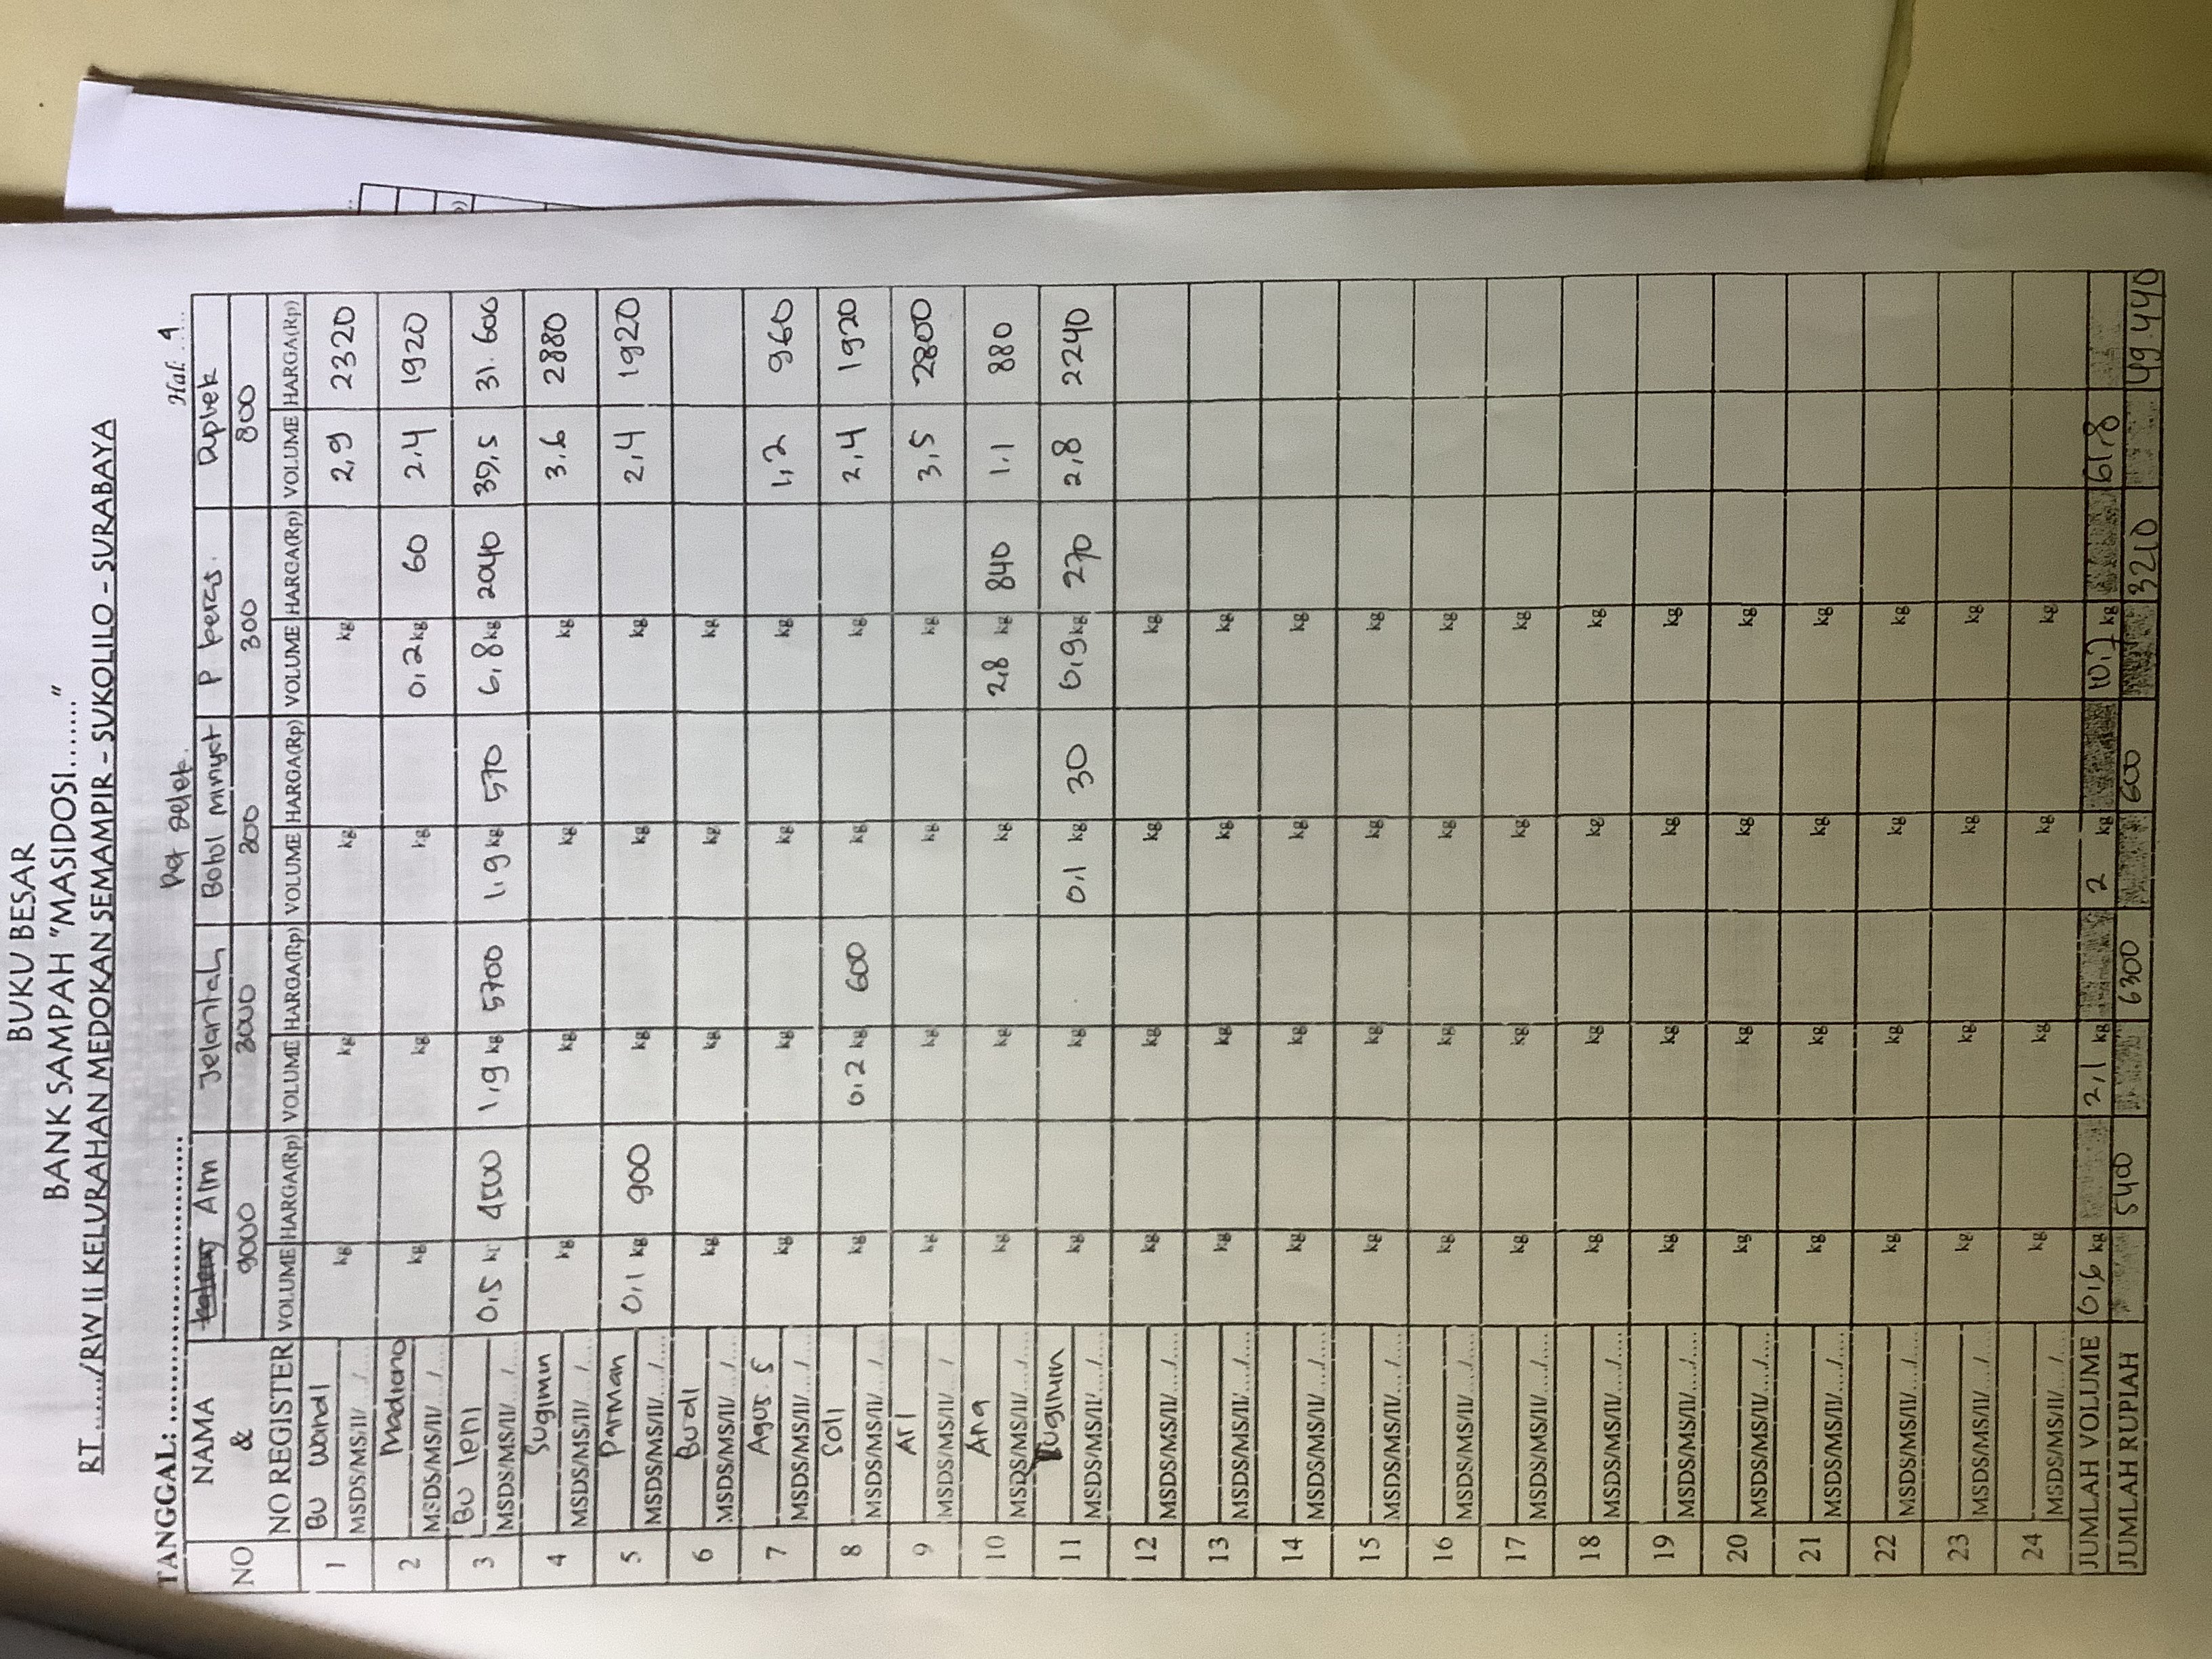 BUKU BESAR
BANK SAMPAH "MASIDOSI......."
RT ....../RW II KELURAHAN MEDOKAN SEMAMPIR - SUKOLILO - SURABAYA
TANGGAL: ............................ Pet Hal: 4
NO NAMA & NO REGISTER Alm Jelantah Botol minyat P beras. Duplek
9000 3000 300 300 800
VOLUME HARGA(Rp) VOLUME HARGA(Rp) VOLUME HARGA(Rp) VOLUME HARGA(Rp) VOLUME HARGA(Rp)
1 Bu Wandi kg kg kg kg 2,9 2320
MSDS/MS/II/..../....
2 Madiono kg kg kg 0,2 kg 60 2.4 1920
MSDS/MS/II/..../....
3 Bu leni 0,5 kg 4500 1,9 kg 5700 1,9 kg 570 6,8 kg 2040 39,5 31.600
MSDS/MS/II/..../....
4 Sugimin kg kg kg kg 3.6 2880
MSDS/MS/II/..../....
5 Parman 0,1 kg 900 kg kg kg 2,4 1920
MSDS/MS/II/..../....
6 Budi kg kg kg kg
MSDS/MS/II/..../....
7 Agus. S kg kg kg kg 1,2 960
MSDS/MS/II/..../....
8 Soli kg 0.2 kg 600 kg kg 2,4 1920
MSDS/MS/II/..../....
9 Ari kg kg kg kg 3,5 2800
MSDS/MS/II/..../....
10 Ana kg kg kg 2,8 kg 840 1.1 880
MSDS/MS/II/..../....
11 Tugimin kg kg 0,1 kg 30 0,9 kg 270 2,8 2240
MSDS/MS/II/..../....
12 kg kg kg kg
MSDS/MS/II/..../....
13 kg kg kg kg
MSDS/MS/II/..../....
14 kg kg kg kg
MSDS/MS/II/..../....
15 kg kg kg kg
MSDS/MS/II/..../....
16 kg kg kg kg
MSDS/MS/II/..../....
17 kg kg kg kg
MSDS/MS/II/..../....
18 kg kg kg kg
MSDS/MS/II/..../....
19 kg kg kg kg
MSDS/MS/II/..../....
20 kg kg kg kg
MSDS/MS/II/..../....
21 kg kg kg kg
MSDS/MS/II/..../....
22 kg kg kg kg
MSDS/MS/II/..../....
23 kg kg kg kg
MSDS/MS/II/..../....
24 kg kg kg kg
MSDS/MS/II/..../....
JUMLAH VOLUME 0,6 kg 2,1 kg 2 kg 10,7 kg 61,8
JUMLAH RUPIAH 5400 6300 600 3210 49.440